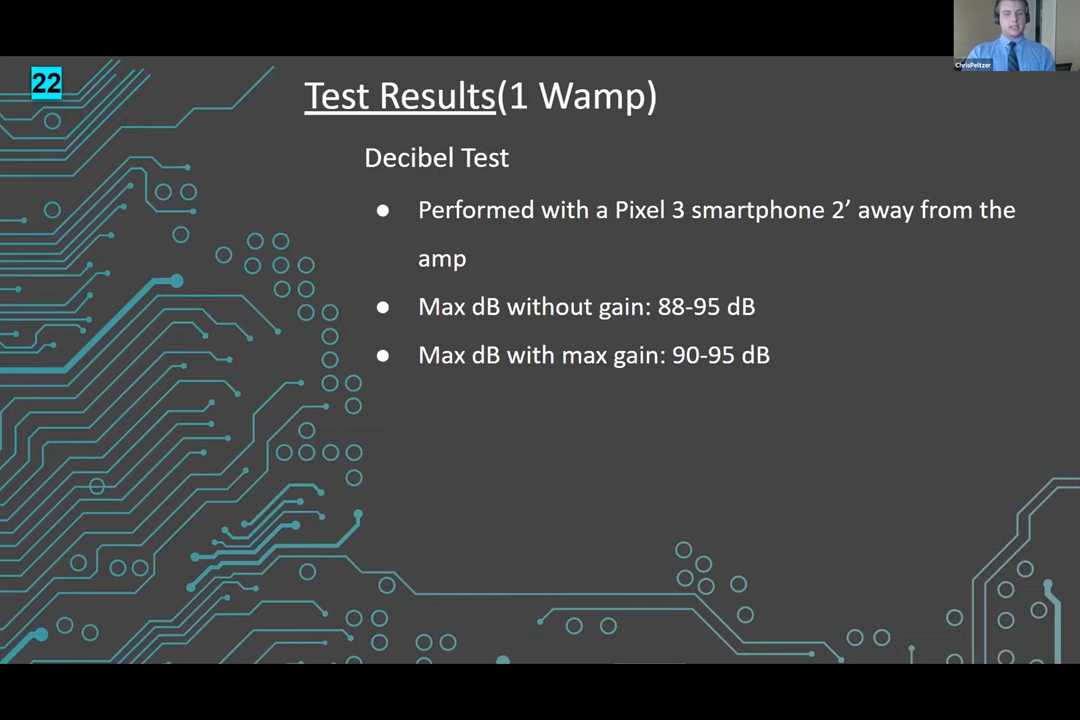 ChrisPeltzer
22
Test Results(1 Wamp)
Decibel Test
● Performed with a Pixel 3 smartphone 2’ away from the
amp
● Max dB without gain: 88-95 dB
● Max dB with max gain: 90-95 dB